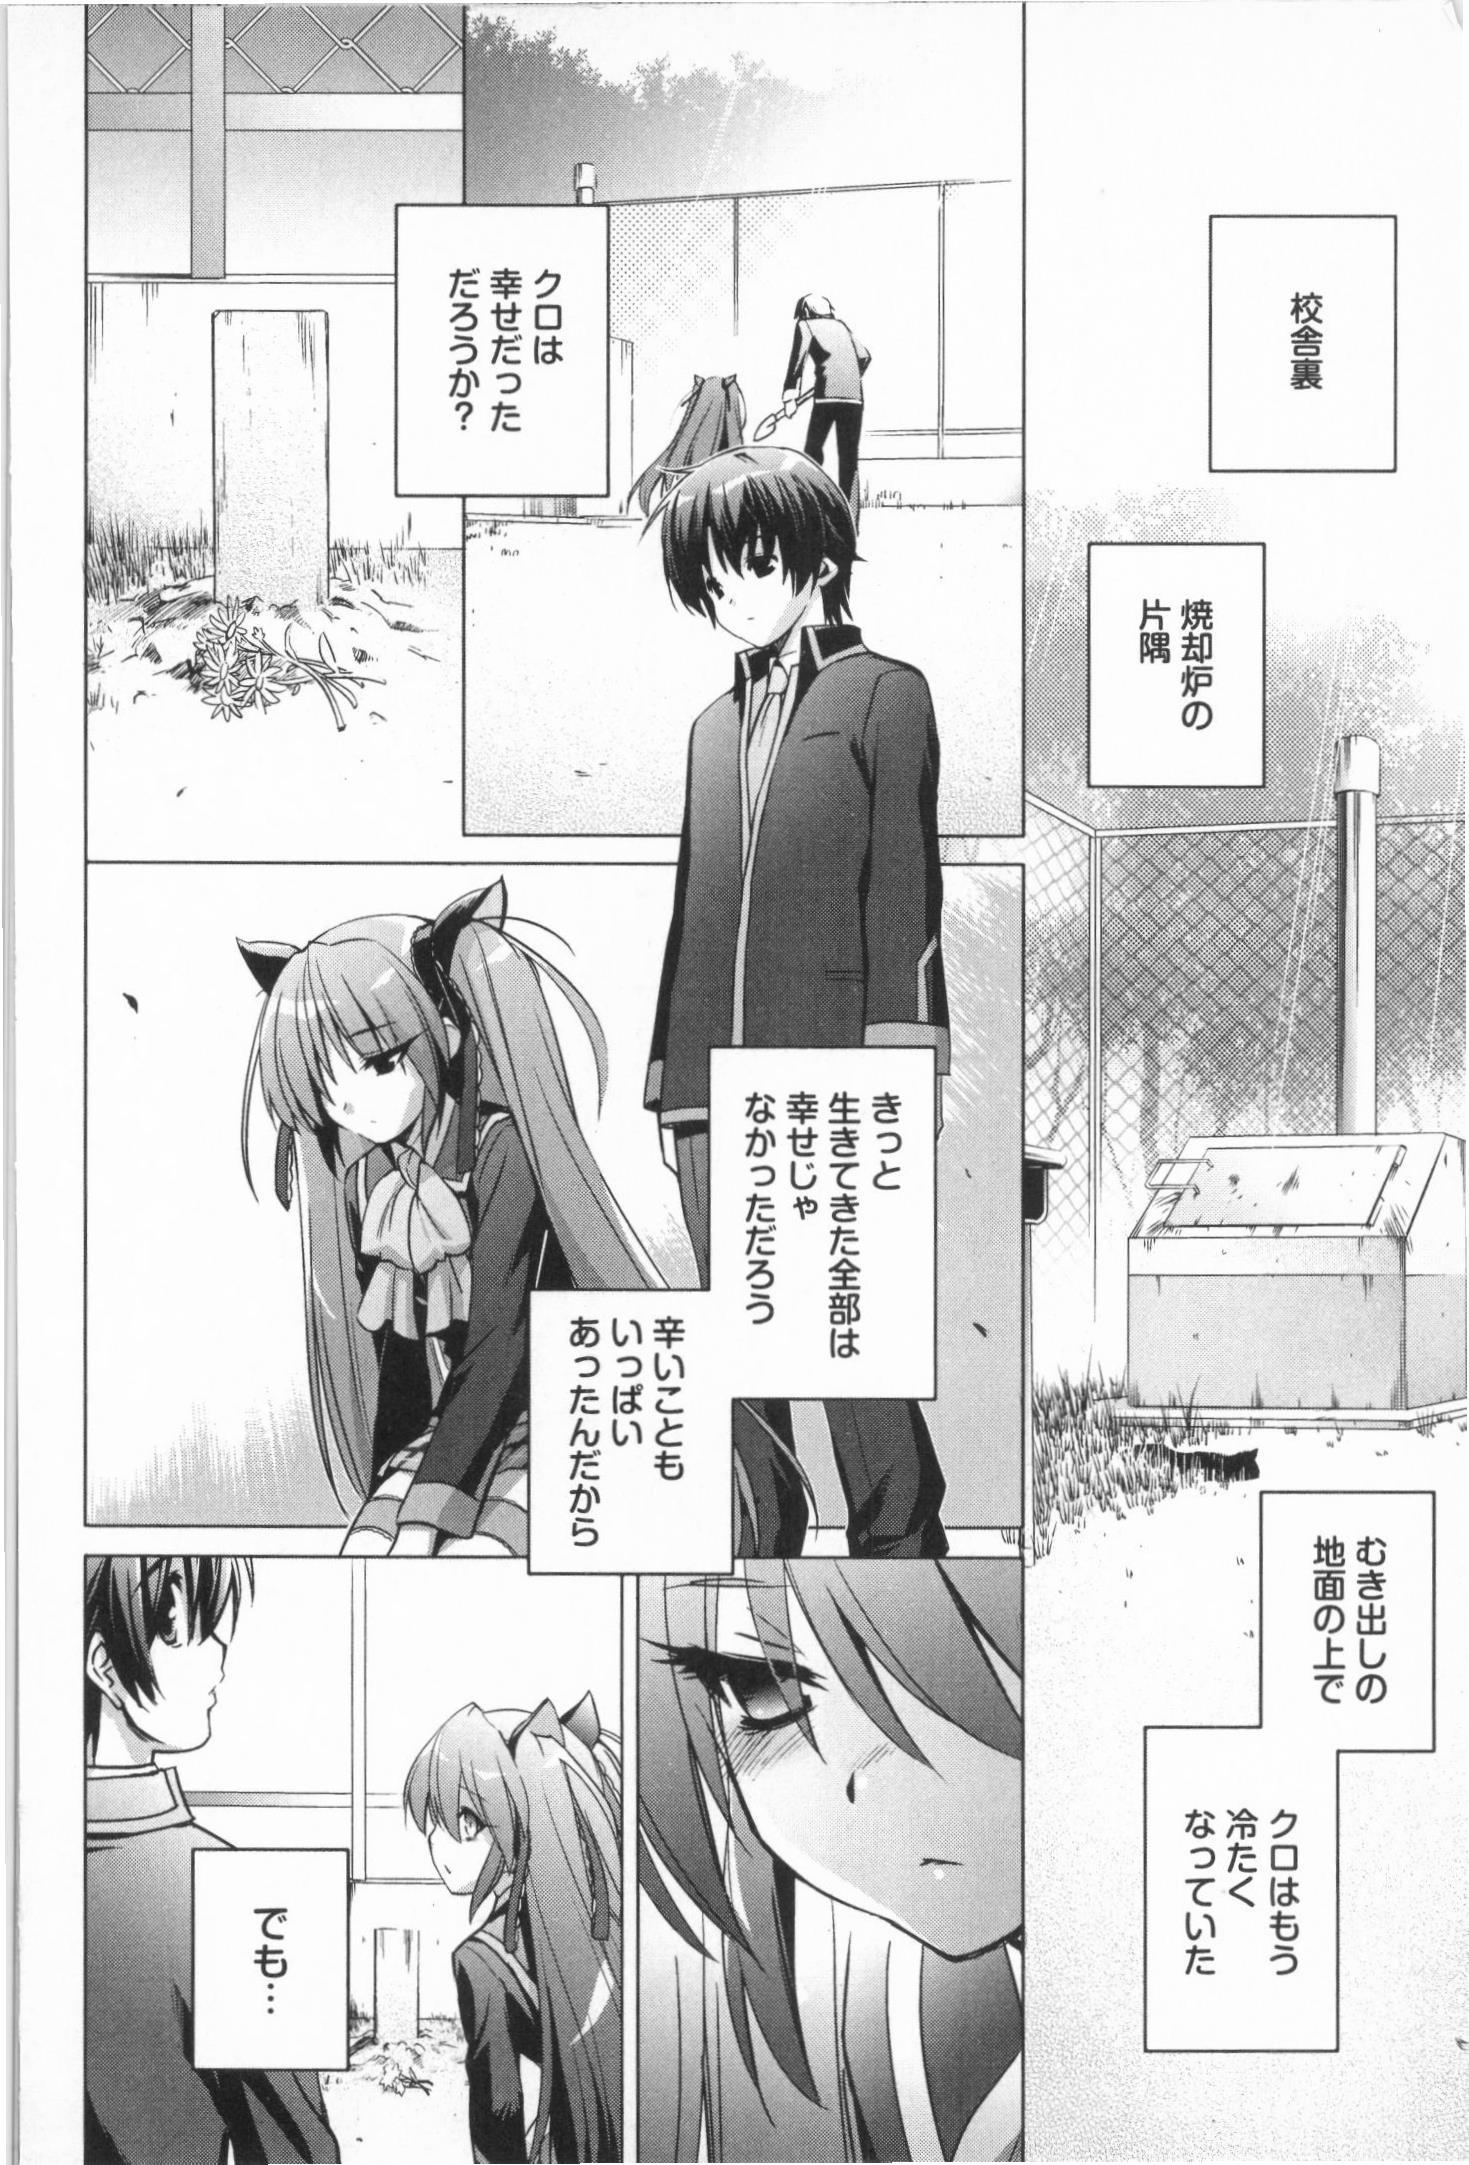 校舎裏
焼却炉の
片隅
むき出しの
地面の上で
クロはもう
冷たく
なっていた
クロは
幸せだった
だろうか?
きっと
生きてきた全部は
幸せじゃ
なかっただろう
辛いことも
いっぱい
あったんだから
でも…